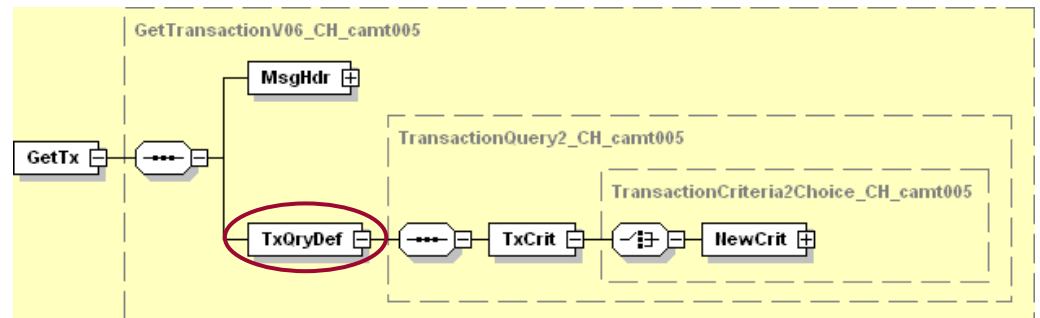 GetTransactionV06_CH_camt005
MsgHdr
TransactionQuery2_CH_camt005
GetTx
TransactionCriteria2Choice_CH_camt005
TxQryDef
TxCrit
NewCrit